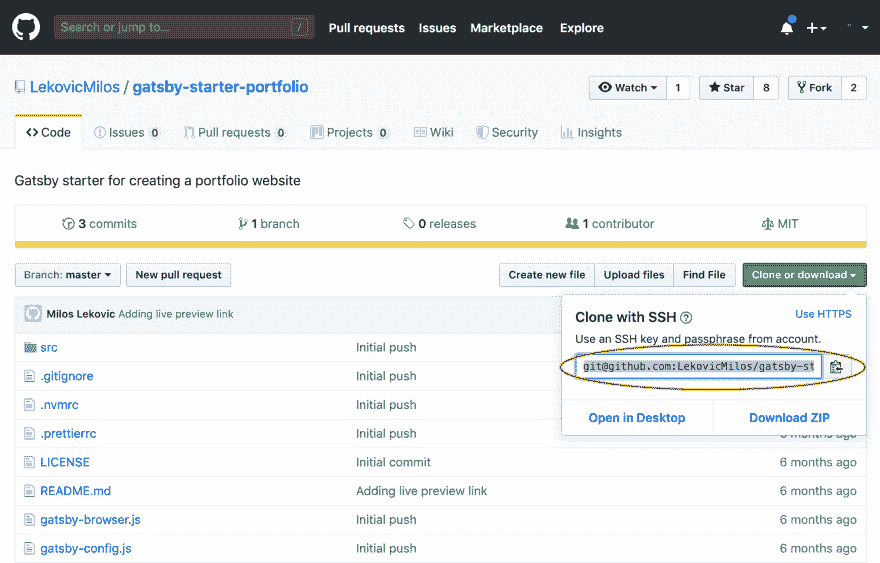 Search or jump to... / Pull requests Issues Marketplace Explore
LekovicMilos / gatsby-starter-portfolio Watch 1 Star 8 Fork 2
Code Issues 0 Pull requests 0 Projects 0 Wiki Security Insights
Gatsby starter for creating a portfolio website
3 commits 1 branch 0 releases 1 contributor MIT
Branch: master New pull request Create new file Upload files Find File Clone or download
Milos Lekovic Adding live preview link
Clone with SSH ? Use HTTPS
Use an SSH key and passphrase from account.
git@github.com:LekovicMilos/gatsby-st
Open in Desktop Download ZIP
src Initial push
.gitignore Initial push
.nvmrc Initial push
.prettierrc Initial push 6 months ago
LICENSE Initial commit 6 months ago
README.md Adding live preview link 6 months ago
gatsby-browser.js Initial push 6 months ago
gatsby-config.js Initial push 6 months ago